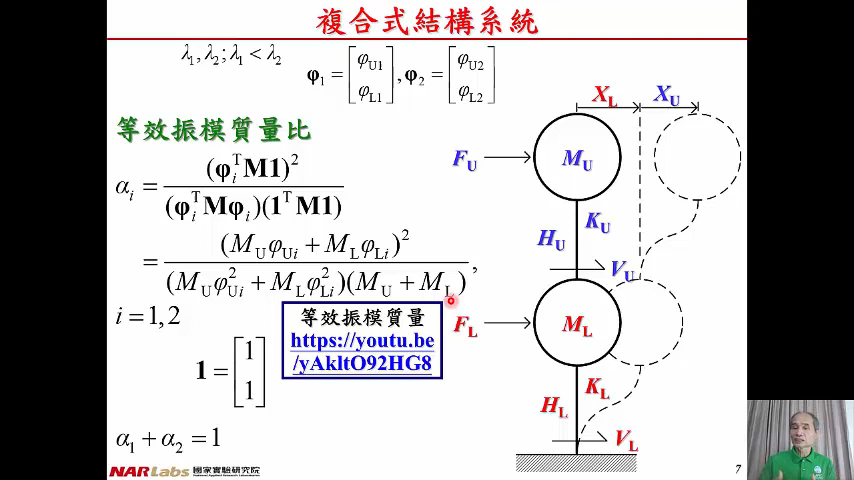 複合式結構系統
λ₁, λ₂; λ₁ < λ₂
φ₁ = [φU1 φL1], φ₂ = [φU2 φL2]
等效振模質量比
αᵢ = (φᵢᵀM1)² / (φᵢᵀMφᵢ)(1ᵀM1)
= (MUφUi + MLφLi)² / (MUφ²Ui + MLφ²Li)(MU + ML),
i = 1, 2
1 = [1 1]
α₁ + α₂ = 1
等效振模質量
https://youtu.be
/yAkltO92HG8
XL XU
FU MU
KU
HU
VU
FL ML
KL
HL
VL
NARLabs 國家實驗研究院
7